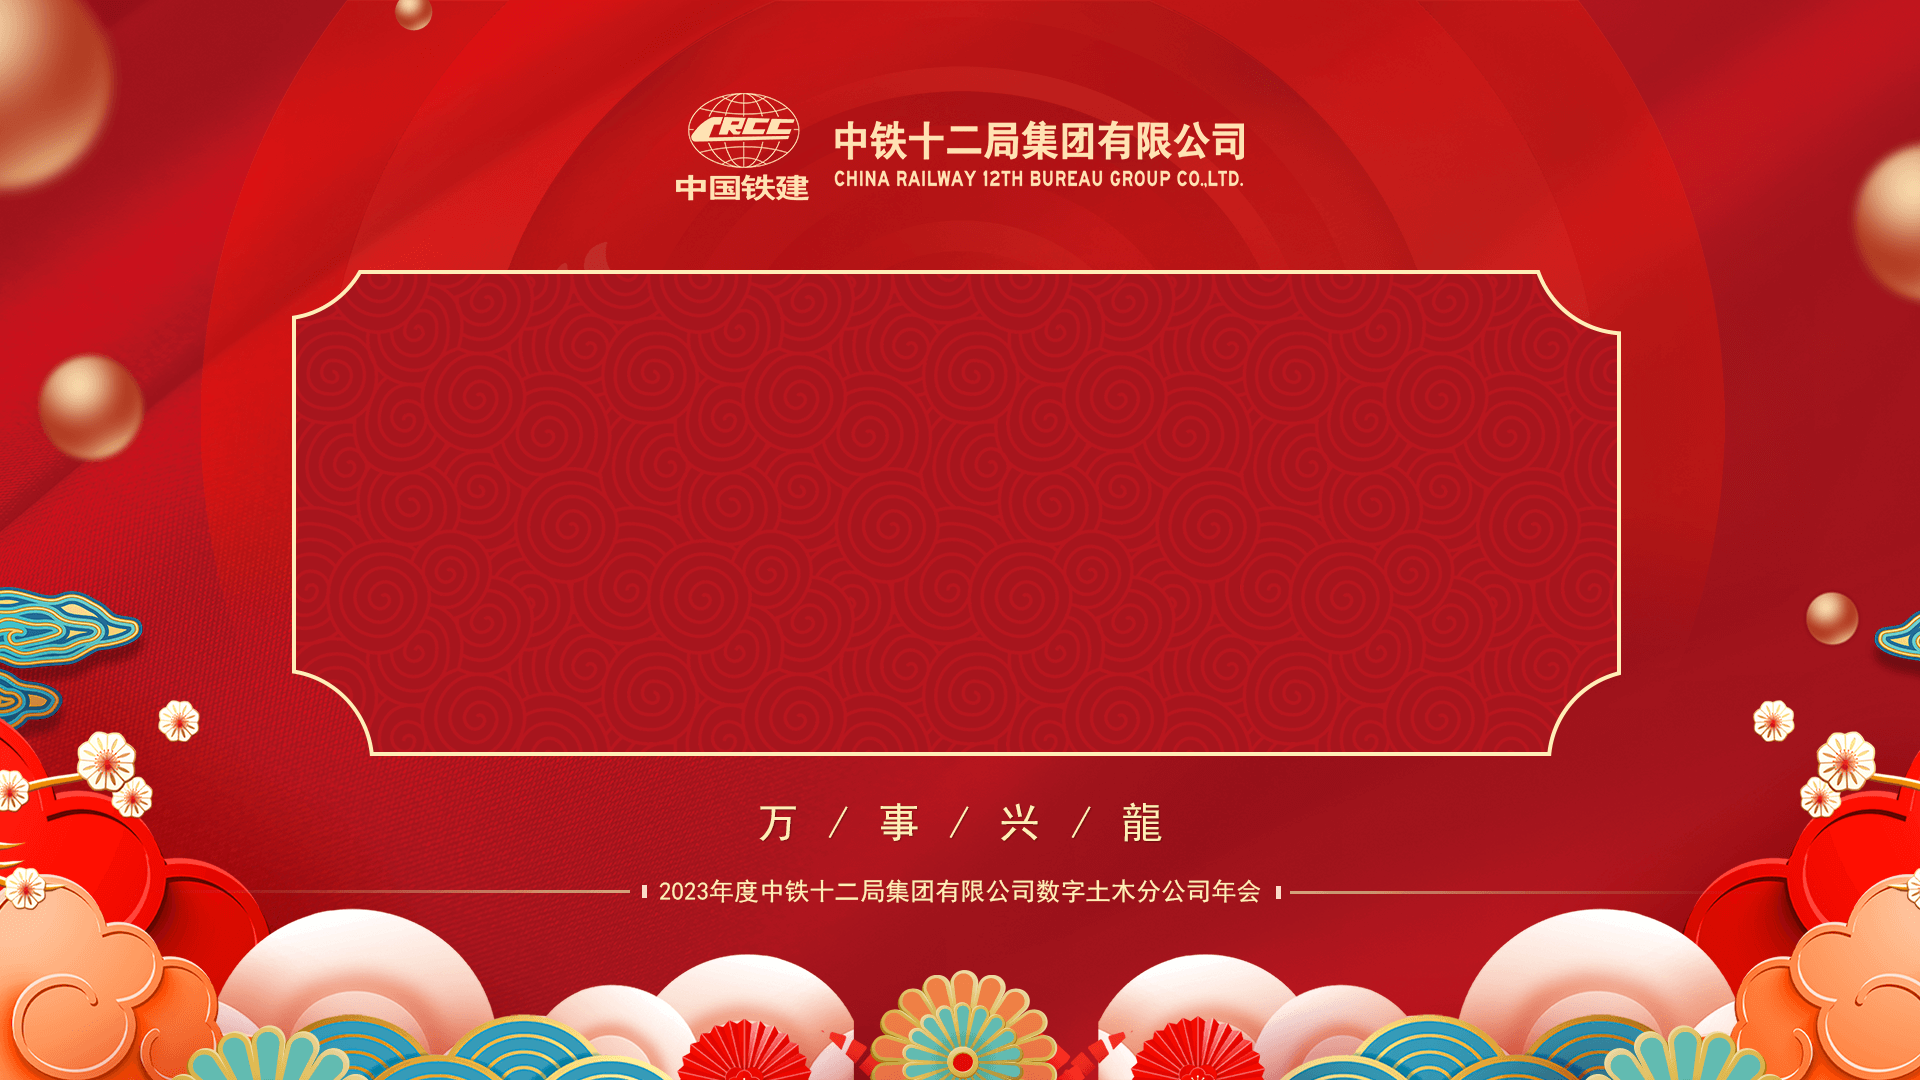 CRCC
中国铁建
中铁十二局集团有限公司
CHINA RAILWAY 12TH BUREAU GROUP CO.,LTD.
万 / 事 / 兴 / 龍
2023年度中铁十二局集团有限公司数字土木分公司年会